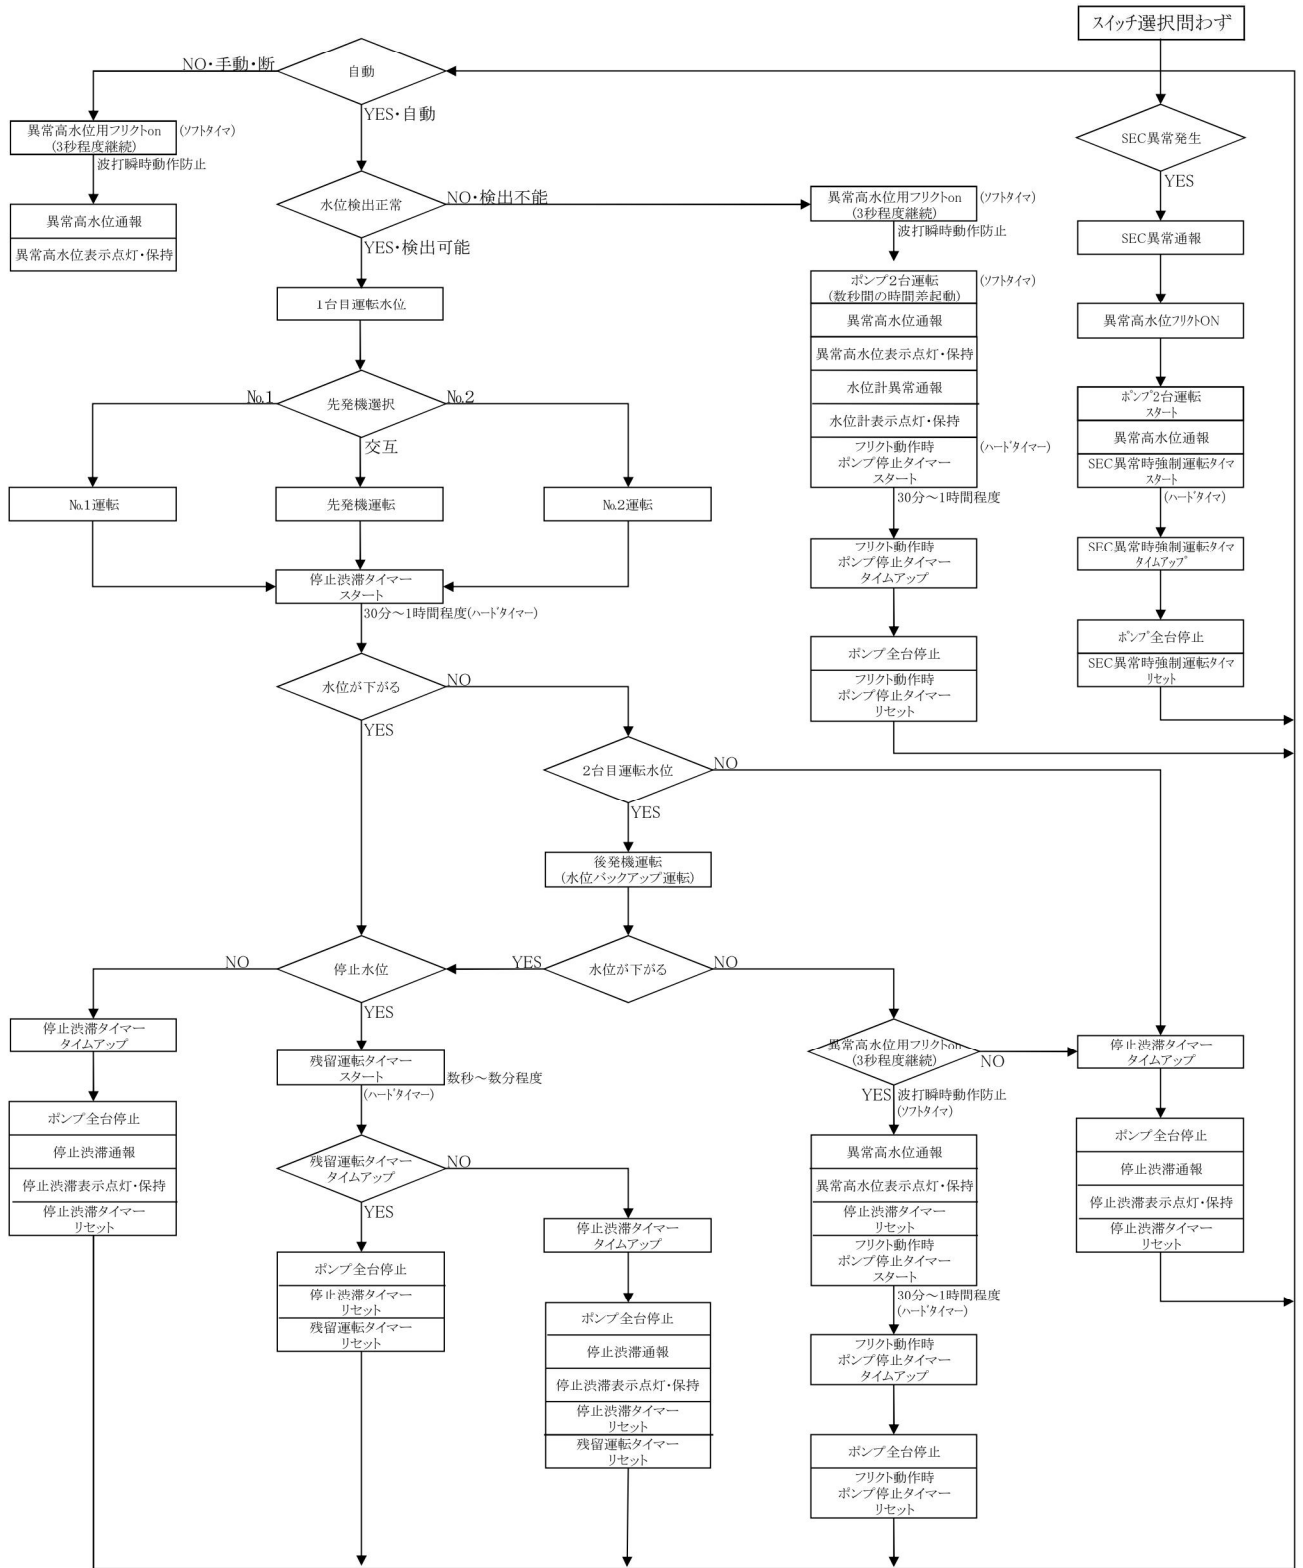 スイッチ選択問わず
NO・手動・断
自動
YES・自動
異常高水位用フリクトon
(3秒程度継続)
(ソフトタイマ)
波打瞬時動作防止
異常高水位通報
異常高水位表示点灯・保持
水位検出正常
NO・検出不能
YES・検出可能
1台目運転水位
№1
先発機選択
№2
交互
№1運転
先発機運転
№2運転
停止渋滞タイマー
スタート
30分～1時間程度(ハードタイマー)
水位が下がる
NO
YES
2台目運転水位
NO
YES
後発機運転
(水位バックアップ運転)
NO
停止水位
YES
水位が下がる
NO
YES
停止渋滞タイマー
タイムアップ
ポンプ全台停止
停止渋滞通報
停止渋滞表示点灯・保持
停止渋滞タイマー
リセット
残留運転タイマー
スタート
数秒～数分程度
(ハードタイマー)
残留運転タイマー
タイムアップ
NO
YES
ポンプ全台停止
停止渋滞タイマー
リセット
残留運転タイマー
リセット
停止渋滞タイマー
タイムアップ
ポンプ全台停止
停止渋滞通報
停止渋滞表示点灯・保持
停止渋滞タイマー
リセット
残留運転タイマー
リセット
異常高水位用フリクトon
(3秒程度継続)
(ソフトタイマ)
波打瞬時動作防止
ポンプ2台運転
(数秒間の時間差起動)
(ソフトタイマ)
異常高水位通報
異常高水位表示点灯・保持
水位計異常通報
水位計表示点灯・保持
フリクト動作時
ポンプ停止タイマー
スタート
(ハードタイマー)
30分～1時間程度
フリクト動作時
ポンプ停止タイマー
タイムアップ
ポンプ全台停止
フリクト動作時
ポンプ停止タイマー
リセット
異常高水位用フリクトon
(3秒程度継続)
NO
YES
波打瞬時動作防止
(ソフトタイマ)
異常高水位通報
異常高水位表示点灯・保持
停止渋滞タイマー
リセット
フリクト動作時
ポンプ停止タイマー
スタート
30分～1時間程度
(ハードタイマー)
フリクト動作時
ポンプ停止タイマー
タイムアップ
ポンプ全台停止
フリクト動作時
ポンプ停止タイマー
リセット
SEC異常発生
YES
SEC異常通報
異常高水位フリクトON
ポンプ2台運転
スタート
異常高水位通報
SEC異常時強制運転タイマ
スタート
(ハードタイマ)
SEC異常時強制運転タイマ
タイムアップ
ポンプ全台停止
SEC異常時強制運転タイマ
リセット
停止渋滞タイマー
タイムアップ
ポンプ全台停止
停止渋滞通報
停止渋滞表示点灯・保持
停止渋滞タイマー
リセット